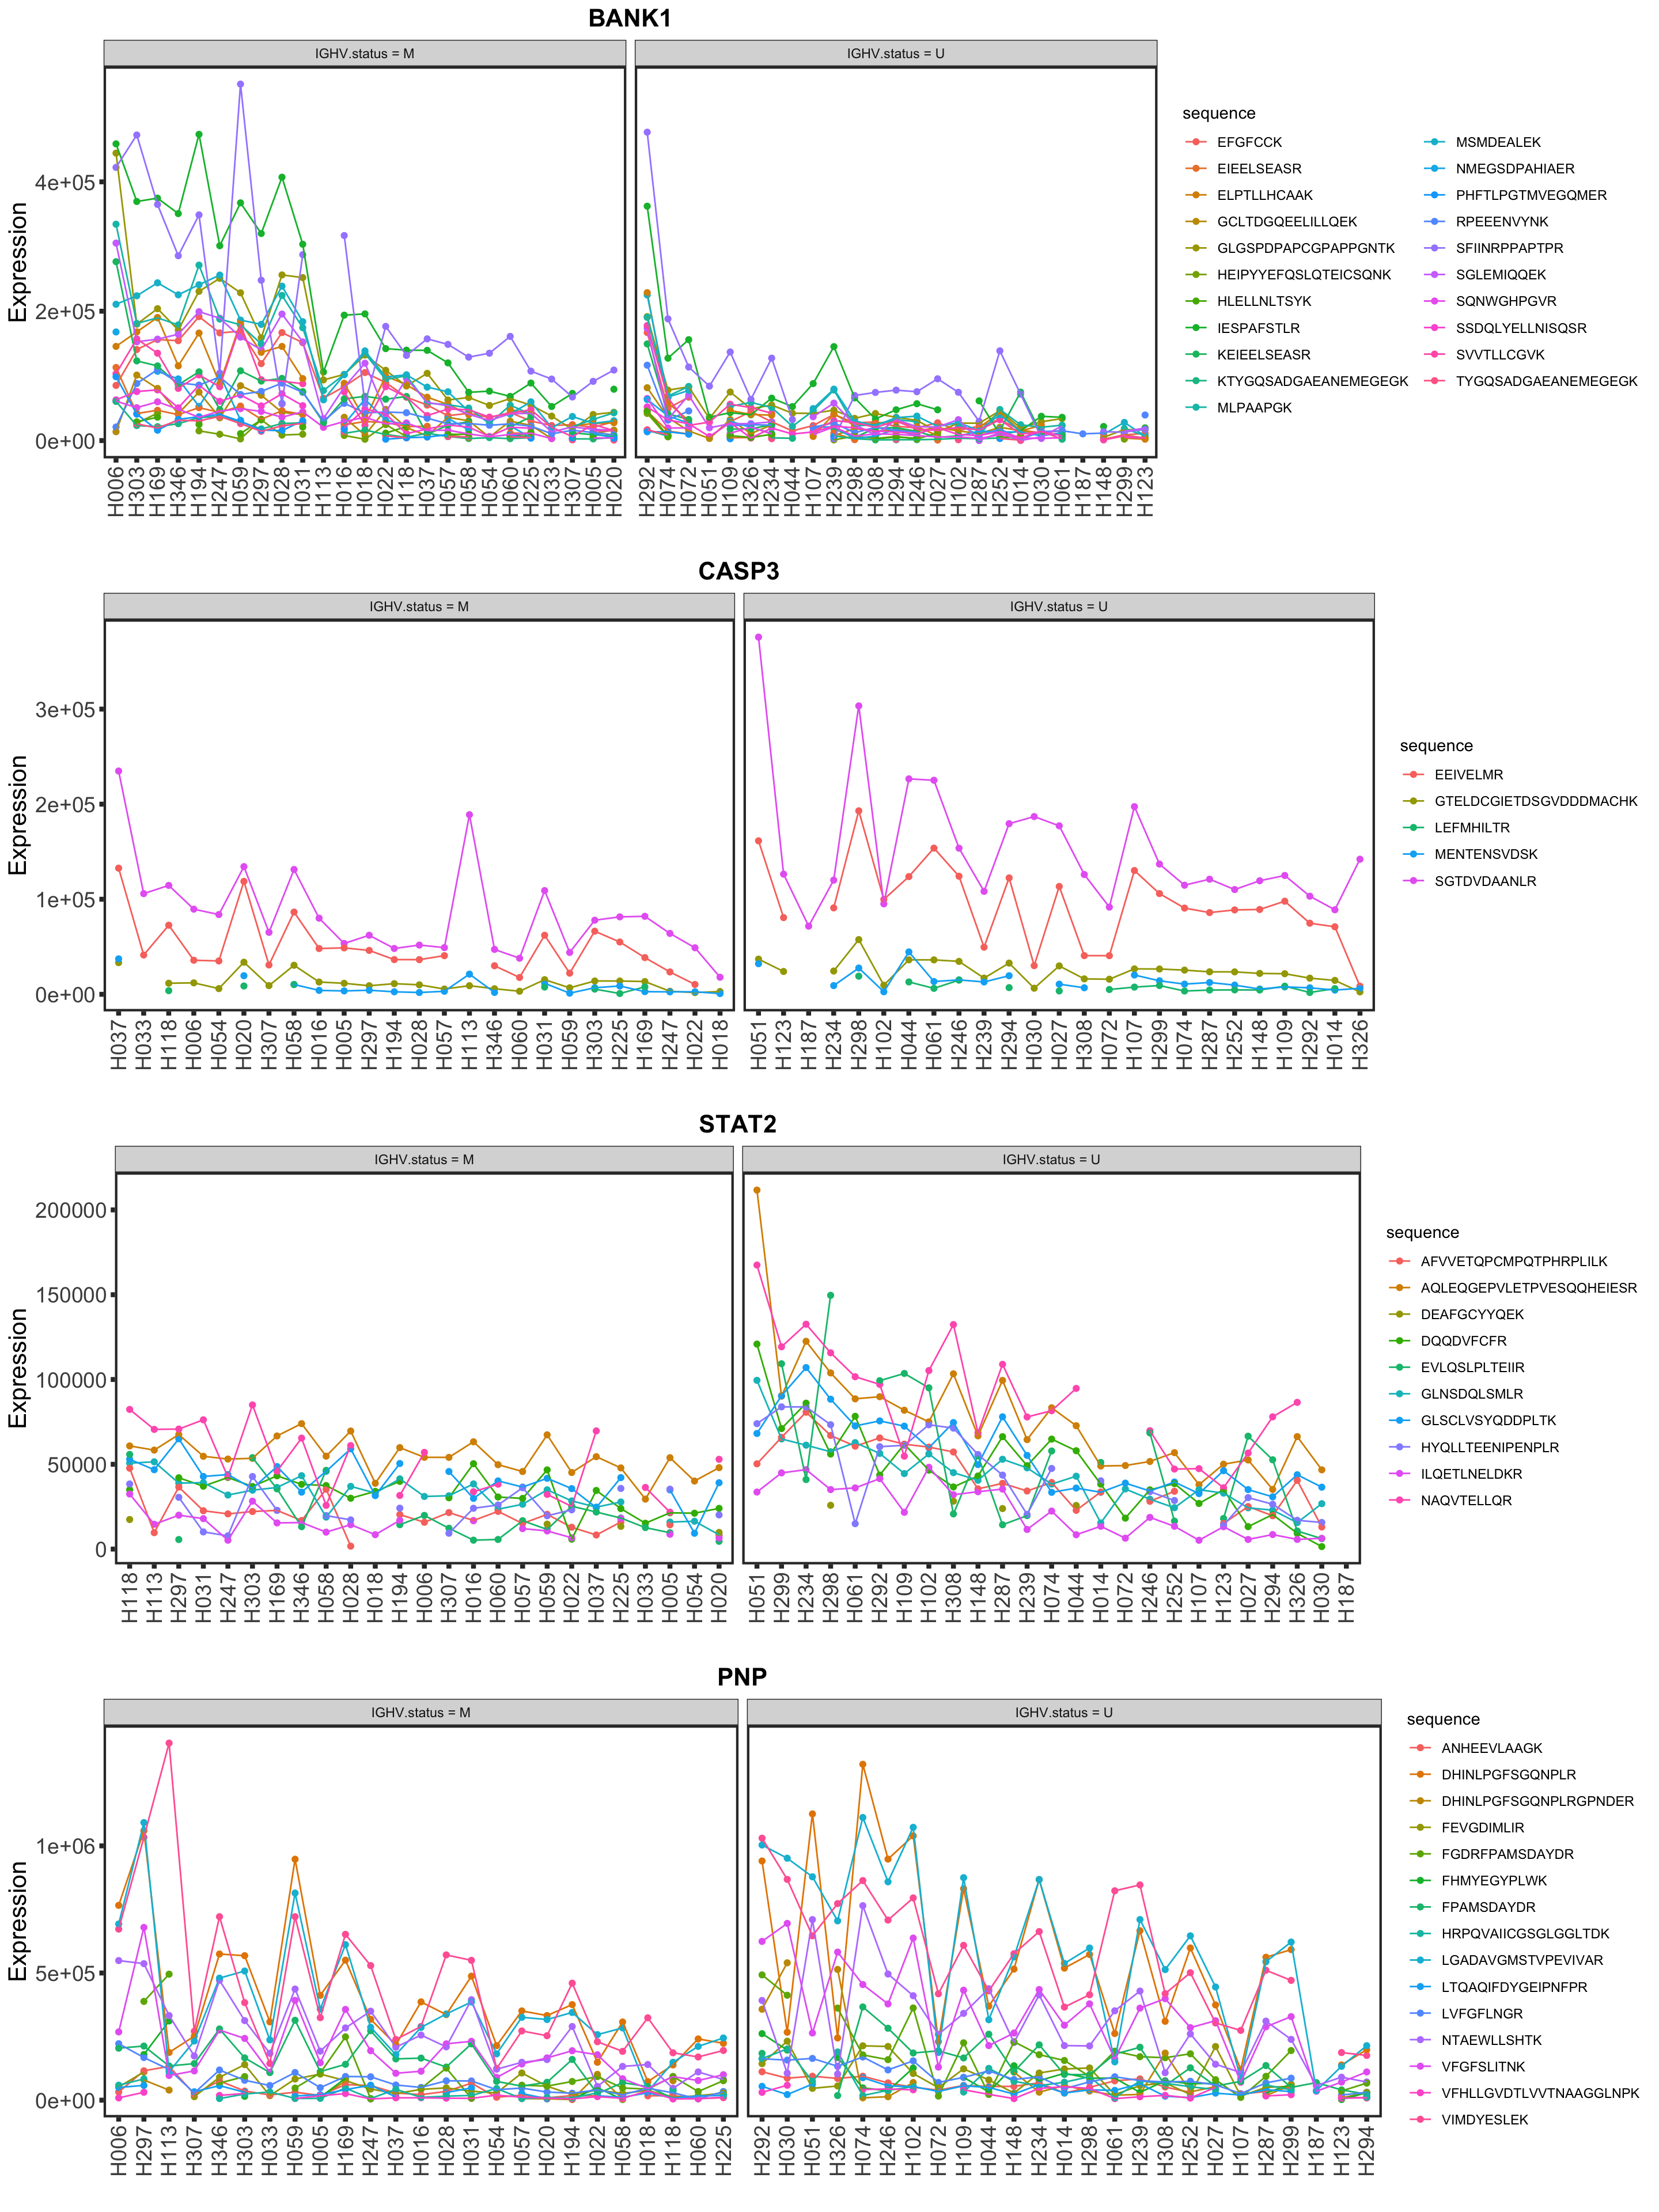 BANK1
IGHV.status = M
IGHV.status = U
Expression
4e+05
2e+05
0e+00
H006 H303 H169 H346 H194 H247 H059 H297 H028 H031 H113 H016 H018 H022 H118 H037 H057 H058 H054 H060 H225 H033 H307 H005 H020
H292 H074 H072 H051 H109 H326 H234 H044 H107 H239 H298 H308 H294 H246 H027 H102 H287 H252 H014 H030 H061 H187 H148 H299 H123
sequence
EFGFCCK
EIEELSEASR
ELPTLLHCAAK
GCLTDGQEELILLQEK
GLGSPDPAPCGPAPPGNTK
HEIPYYEFQSLQTEICSQNK
HLELLNLTSYK
IESPAFSTLR
KEIEELSEASR
KTYGQSADGAEANEMEGEGK
MLPAAPGK
MSMDEALEK
NMEGSDPAHIAER
PHFTLPGTMVEGQMER
RPEEENVYNK
SFIINRPPAPTPR
SGLEMIQQEK
SQNWGHPGVR
SSDQLYELLNISQSR
SVVTLLCGVK
TYGQSADGAEANEMEGEGK
CASP3
IGHV.status = M
IGHV.status = U
Expression
3e+05
2e+05
1e+05
0e+00
H037 H033 H118 H006 H054 H020 H307 H058 H016 H005 H297 H194 H028 H057 H113 H346 H060 H031 H059 H303 H225 H169 H247 H022 H018
H051 H123 H187 H234 H298 H102 H044 H061 H246 H239 H294 H030 H027 H308 H072 H107 H299 H074 H287 H252 H148 H109 H292 H014 H326
sequence
EEIVELMR
GTELDCGIETDSGVDDDMACHK
LEFMHILTR
MENTENSVDSK
SGTDVDAANLR
STAT2
IGHV.status = M
IGHV.status = U
Expression
200000
150000
100000
50000
0
H118 H113 H297 H031 H247 H303 H169 H346 H058 H028 H018 H194 H006 H307 H016 H060 H057 H059 H022 H037 H225 H033 H005 H054 H020
H051 H299 H234 H298 H061 H292 H109 H102 H308 H148 H287 H239 H074 H044 H014 H072 H246 H252 H107 H123 H027 H294 H326 H030 H187
sequence
AFVVETQPCMPQTPHRPLILK
AQLEQGEPVLETPVESQQHEIESR
DEAFGCYYQEK
DQQDVFCFR
EVLQSLPLTEIIR
GLNSDQLSMLR
GLSCLVSYQDDPLTK
HYQLLTEENIPENPLR
ILQETLNELDKR
NAQVTELLQR
PNP
IGHV.status = M
IGHV.status = U
Expression
1e+06
5e+05
0e+00
H006 H297 H113 H307 H346 H303 H033 H059 H005 H169 H247 H037 H016 H028 H031 H054 H057 H020 H194 H022 H058 H018 H118 H060 H225
H292 H030 H051 H326 H074 H246 H102 H072 H109 H044 H148 H234 H014 H298 H061 H239 H308 H252 H027 H107 H287 H299 H187 H123 H294
sequence
ANHEEVLAAGK
DHINLPGFSGQNPLR
DHINLPGFSGQNPLRGPNDER
FEVGDIMLIR
FGDRFPAMSDAYDR
FHMYEGYPLWK
FPAMSDAYDR
HRPQVAIICGSGLGGLTDK
LGADAVGMSTVPEVIVAR
LTQAQIFDYGEIPNFPR
LVFGFLNGR
NTAEWLLSHTK
VFGFSLITNK
VFHLLGVDTLVVTNAAGGLNPK
VIMDYESLEK